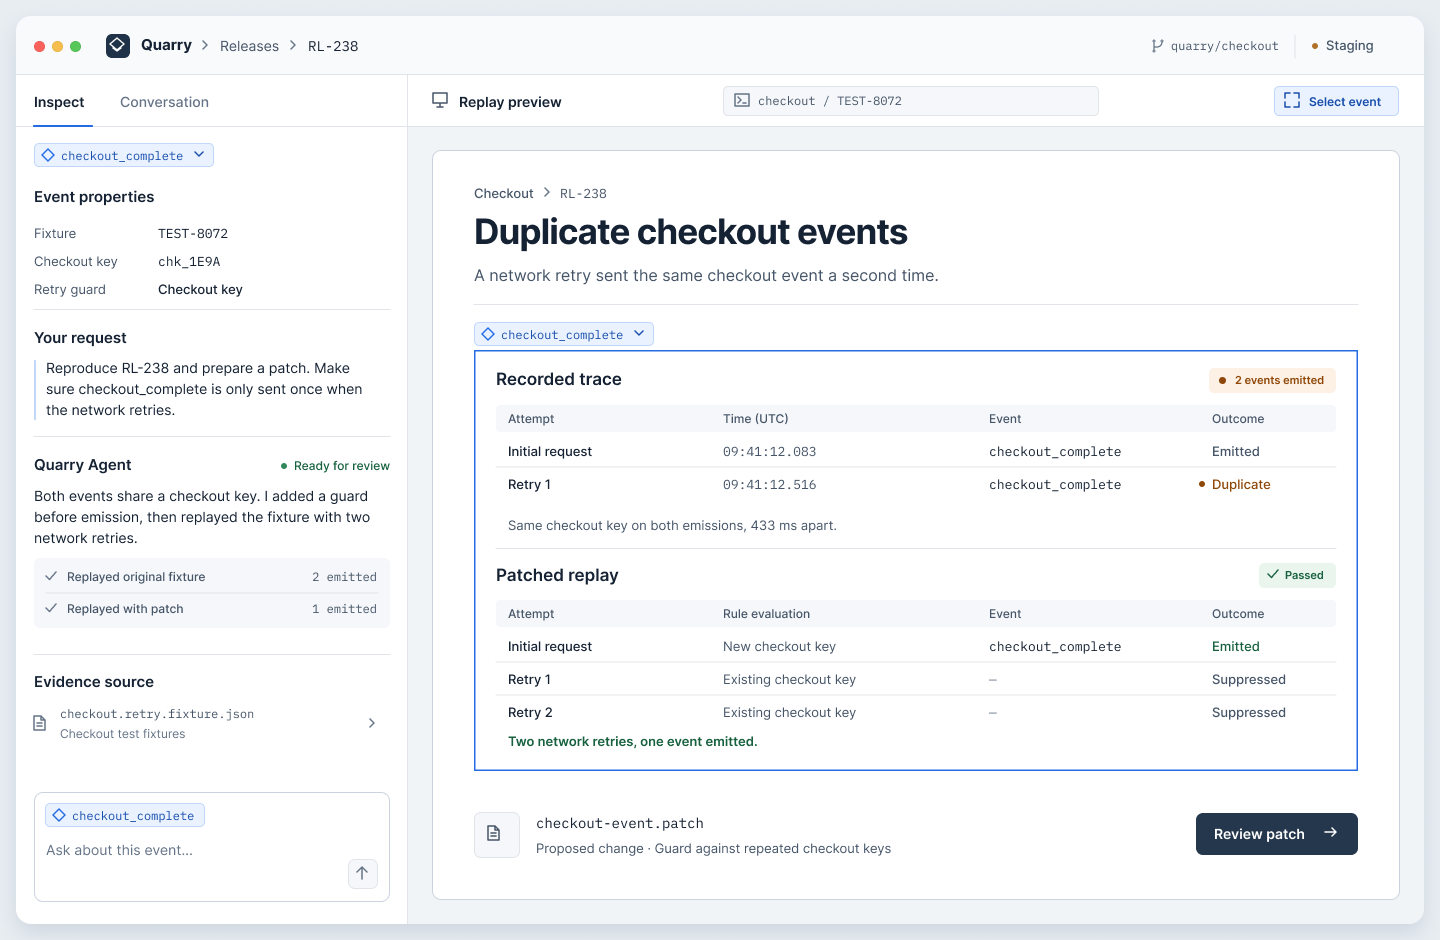 Quarry > Releases > RL-238
quarry/checkout
Staging
Inspect
Conversation
checkout_complete
Event properties
Fixture TEST-8072
Checkout key chk_1E9A
Retry guard Checkout key
Your request
Reproduce RL-238 and prepare a patch. Make
sure checkout_complete is only sent once when
the network retries.
Quarry Agent
Ready for review
Both events share a checkout key. I added a guard
before emission, then replayed the fixture with two
network retries.
Replayed original fixture 2 emitted
Replayed with patch 1 emitted
Evidence source
checkout.retry.fixture.json
Checkout test fixtures
checkout_complete
Ask about this event...
Replay preview
checkout / TEST-8072
Select event
Checkout > RL-238
Duplicate checkout events
A network retry sent the same checkout event a second time.
checkout_complete
Recorded trace
2 events emitted
Attempt Time (UTC) Event Outcome
Initial request 09:41:12.083 checkout_complete Emitted
Retry 1 09:41:12.516 checkout_complete Duplicate
Same checkout key on both emissions, 433 ms apart.
Patched replay
Passed
Attempt Rule evaluation Event Outcome
Initial request New checkout key checkout_complete Emitted
Retry 1 Existing checkout key — Suppressed
Retry 2 Existing checkout key — Suppressed
Two network retries, one event emitted.
checkout-event.patch
Proposed change · Guard against repeated checkout keys
Review patch